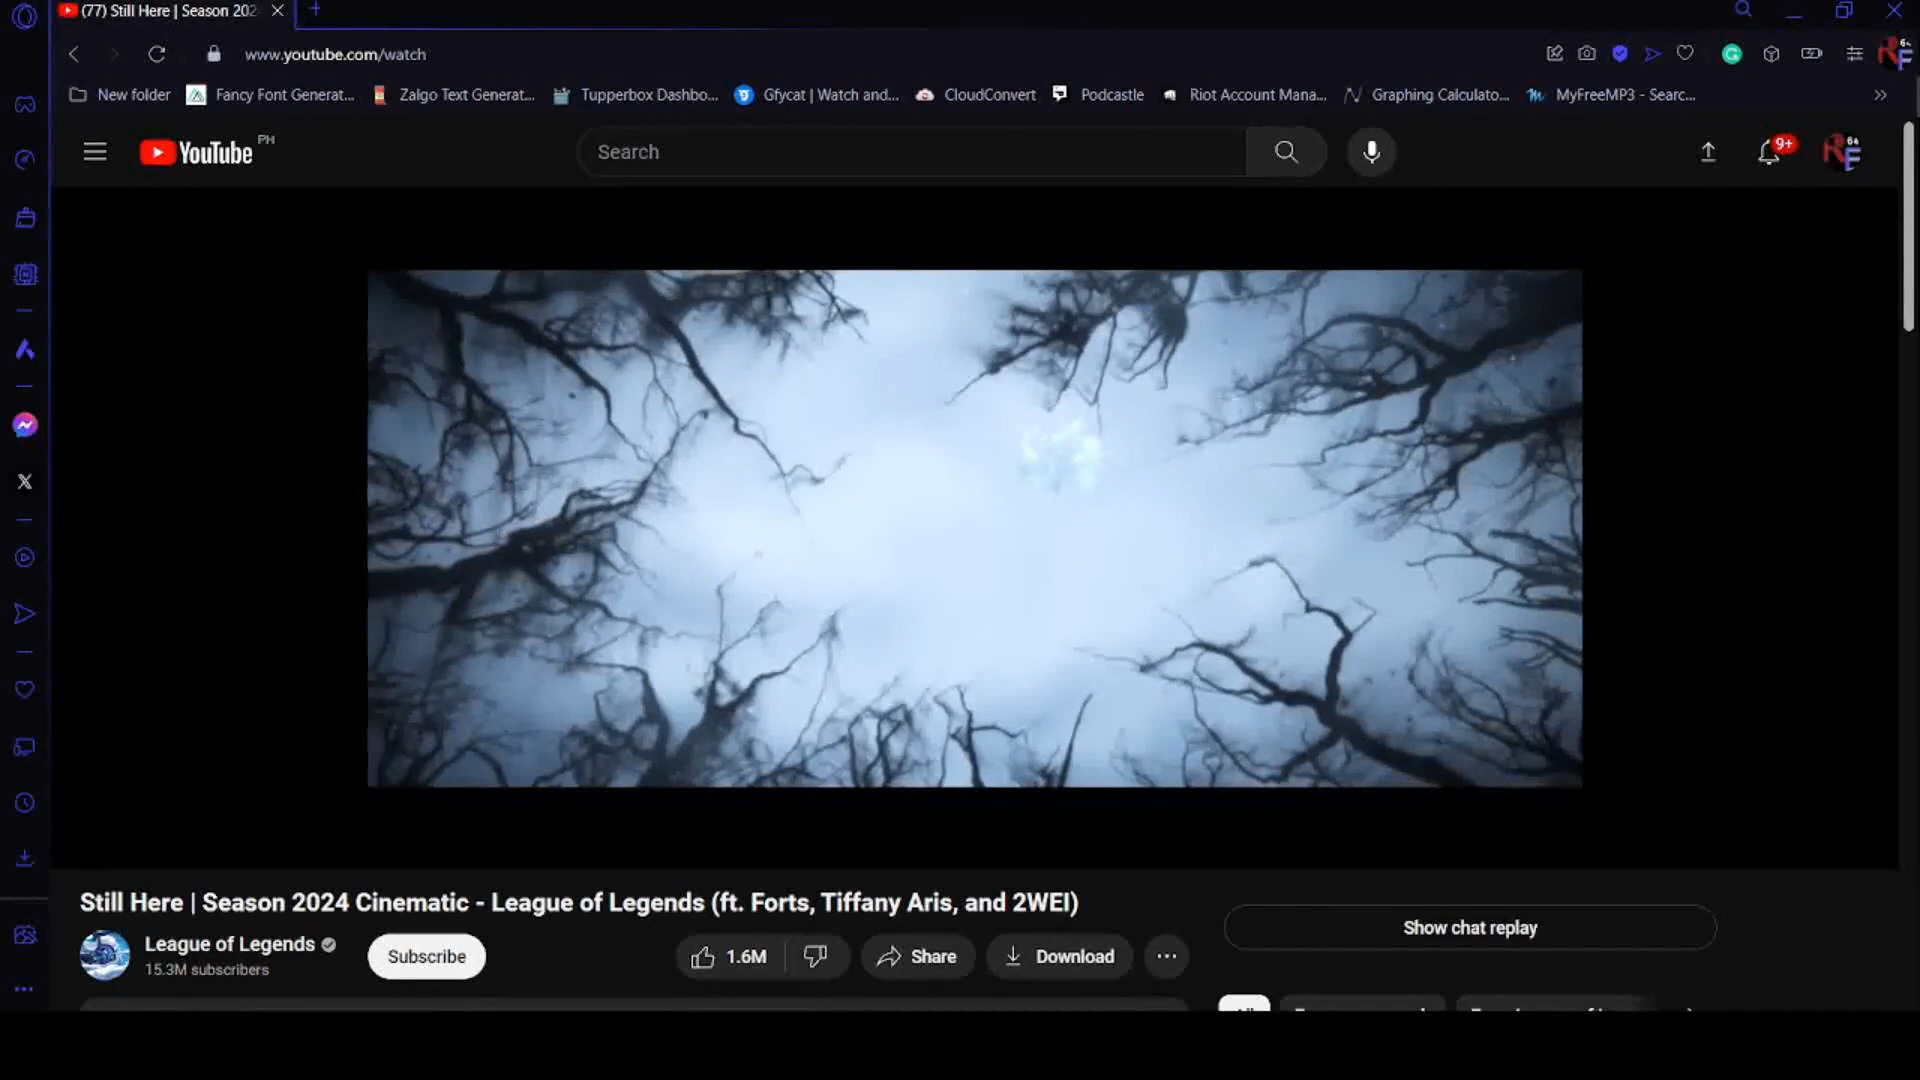 (77) Still Here | Season 202
www.youtube.com/watch
New folder
Fancy Font Generat...
Zalgo Text Generat...
Tupperbox Dashbo...
Gfycat | Watch and...
CloudConvert
Podcastle
Riot Account Mana...
Graphing Calculato...
MyFreeMP3 - Searc...
YouTube PH
Search
9+
Still Here | Season 2024 Cinematic - League of Legends (ft. Forts, Tiffany Aris, and 2WEI)
League of Legends
15.3M subscribers
Subscribe
1.6M
Share
Download
Show chat replay